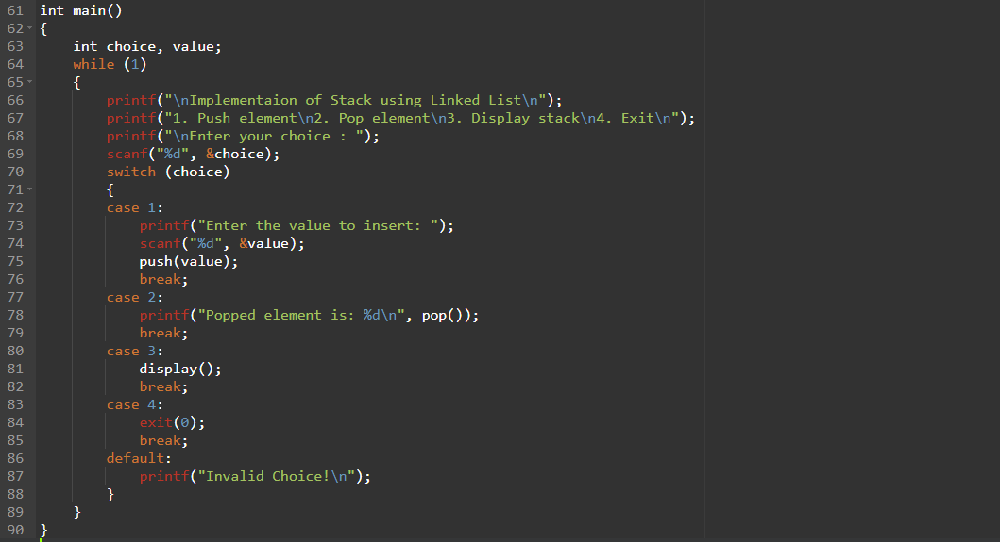 61 int main()
62 {
63     int choice, value;
64     while (1)
65     {
66         printf("\nImplementaion of Stack using Linked List\n");
67         printf("1. Push element\n2. Pop element\n3. Display stack\n4. Exit\n");
68         printf("\nEnter your choice : ");
69         scanf("%d", &choice);
70         switch (choice)
71         {
72         case 1:
73             printf("Enter the value to insert: ");
74             scanf("%d", &value);
75             push(value);
76             break;
77         case 2:
78             printf("Popped element is: %d\n", pop());
79             break;
80         case 3:
81             display();
82             break;
83         case 4:
84             exit(0);
85             break;
86         default:
87             printf("Invalid Choice!\n");
88         }
89     }
90 }